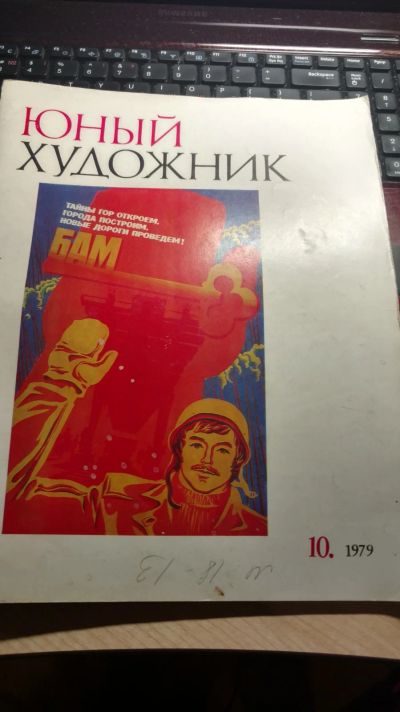 ЮНЫЙ
ХУДОЖНИК
ТАЙНЫ ГОР ОТКРОЕМ,
ГОРОДА ПОСТРОИМ,
НОВЫЕ ДОРОГИ ПРОВЕДЕМ!
БАМ
10. 1979